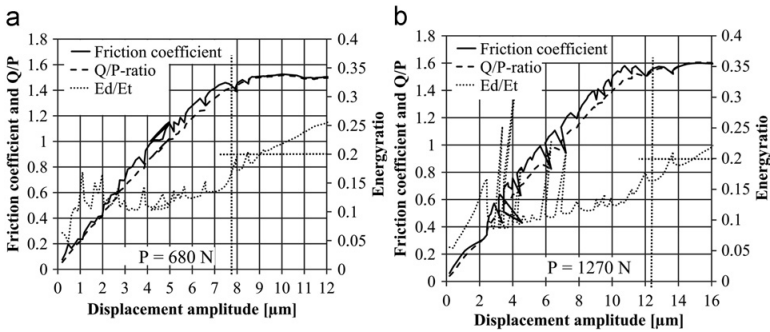 a
1.8
1.6
1.4
1.2
1
0.8
0.6
0.4
0.2
0
Friction coefficient and Q/P
Friction coefficient
Q/P-ratio
Ed/Et
0.4
0.35
0.3
0.25
0.2
0.15
0.1
0.05
0
Energyratio
P = 680 N
0 1 2 3 4 5 6 7 8 9 10 11 12
Displacement amplitude [µm]
b
1.8
1.6
1.4
1.2
1
0.8
0.6
0.4
0.2
0
Friction coefficient and Q/P
Friction coefficient
Q/P-ratio
Ed/Et
0.4
0.35
0.3
0.25
0.2
0.15
0.1
0.05
0
Energyratio
P = 1270 N
0 2 4 6 8 10 12 14 16
Displacement amplitude [µm]